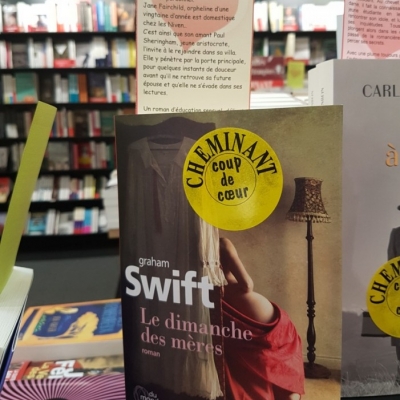 Jane Fairchild, orpheline d'une
vingtaine d'année est domestique
chez les Niven.
C'est ainsi que son amant Paul
Sheringham, jeune aristocrate,
l'invite à le rejoindre dans sa villa.
Elle y pénètre par la porte principale,
pour quelques instants de douceur
avant qu'il ne retrouve sa future
épouse et qu'elle ne s'évade dans ses
lectures.
Un roman d'éducation
CHEMINANT
coup
de
cœur
graham
Swift
Le dimanche
des mères
roman
du
CARL
à
CHEM